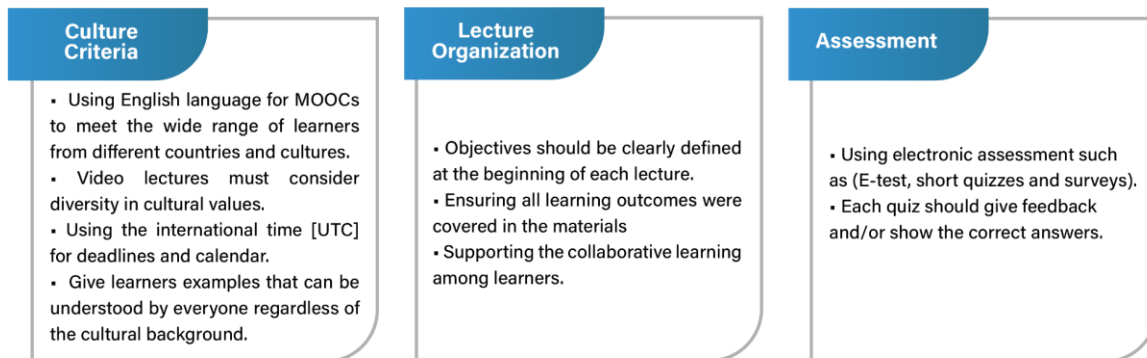 Culture
Criteria
▪ Using English language for MOOCs
to meet the wide range of learners
from different countries and cultures.
▪ Video lectures must consider
diversity in cultural values.
▪ Using the international time [UTC]
for deadlines and calendar.
▪ Give learners examples that can be
understood by everyone regardless of
the cultural background.
Lecture
Organization
▪ Objectives should be clearly defined
at the beginning of each lecture.
▪ Ensuring all learning outcomes were
covered in the materials
▪ Supporting the collaborative learning
among learners.
Assessment
▪ Using electronic assessment such
as (E-test, short quizzes and surveys).
▪ Each quiz should give feedback
and/or show the correct answers.